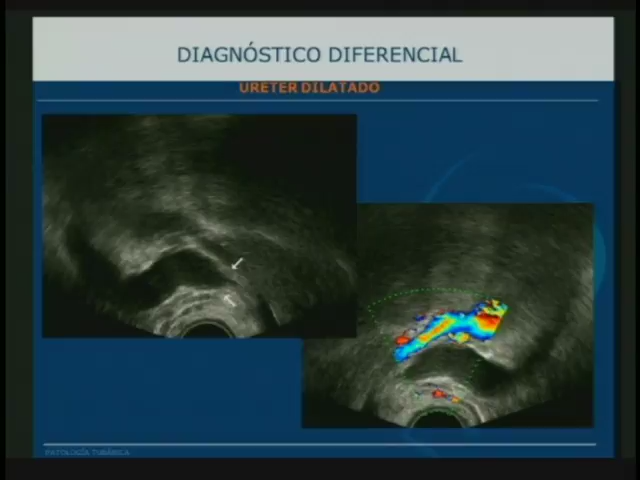 DIAGNÓSTICO DIFERENCIAL
URETER DILATADO
PATOLOGÍA TUBÁRICA